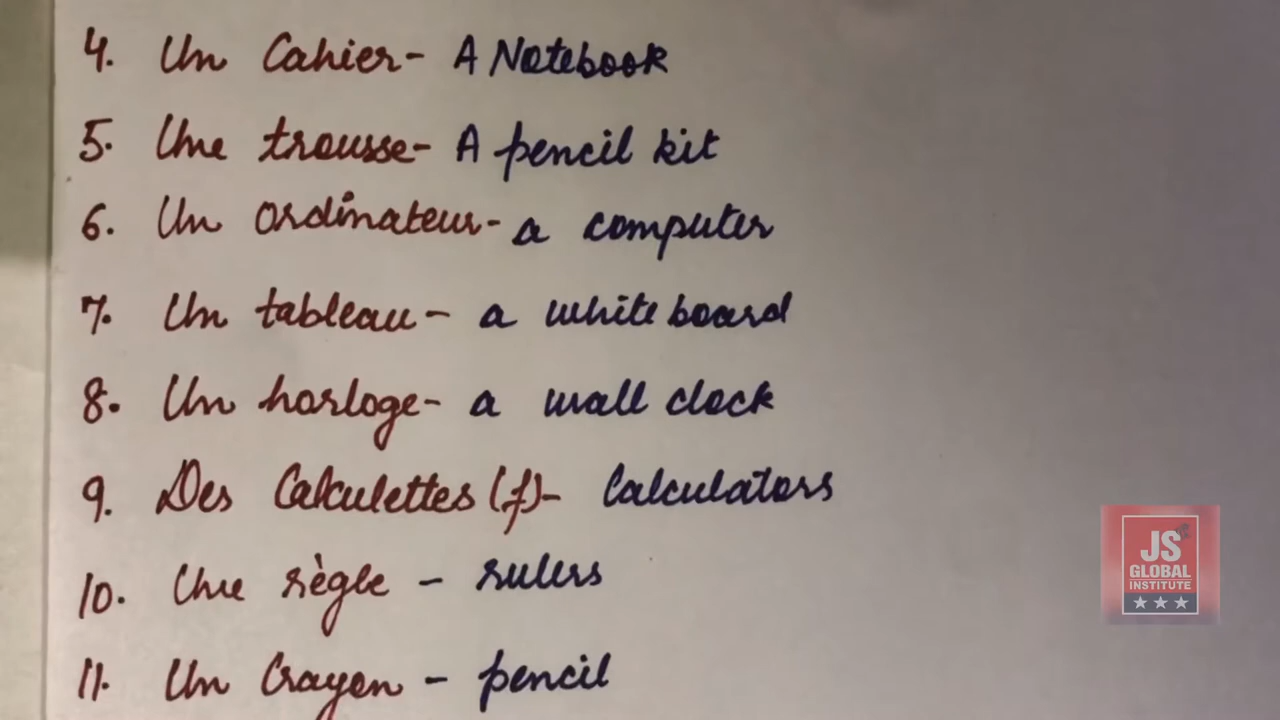 4. Un Cahier- A Notebook
5. Une trousse- A pencil kit
6. Un ordinateur- a computer
7. Un tableau- a white board
8. Un horloge- a wall clock
9. Des Calculettes (f)- Calculators
10. Une règle - rulers
11. Un Crayon - pencil
JS
GLOBAL
INSTITUTE